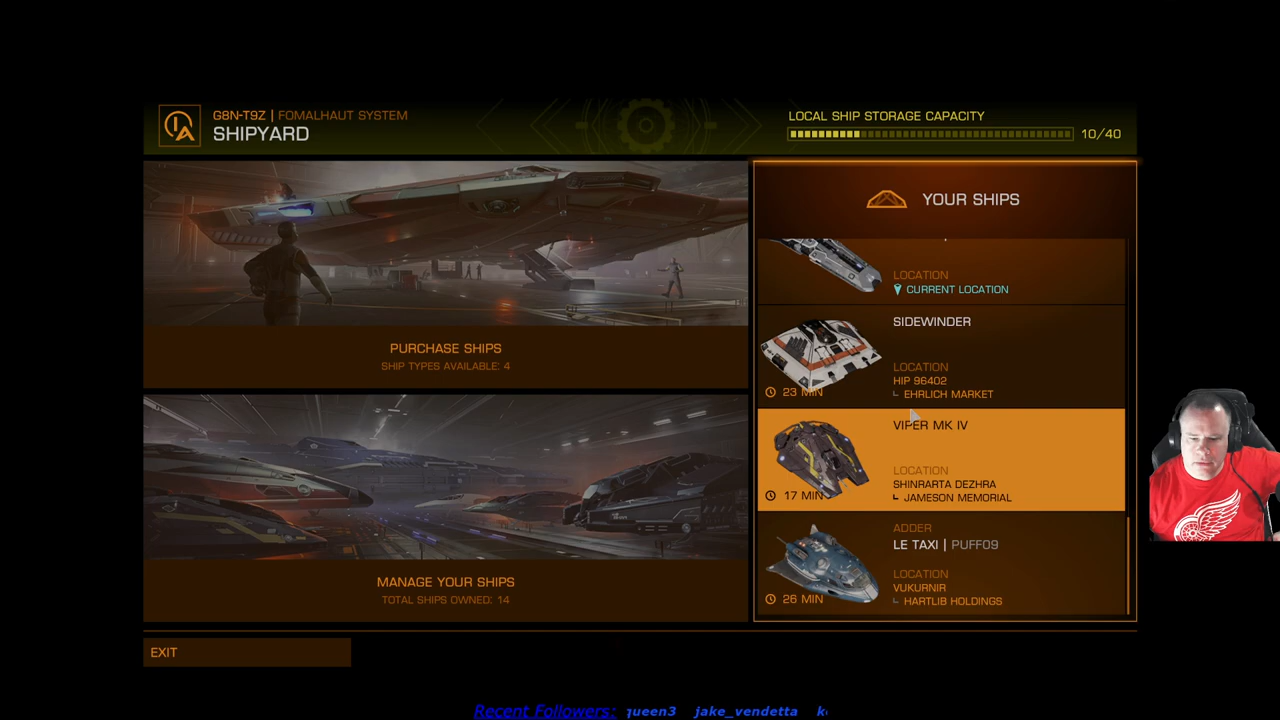 G8N-T9Z | FOMALHAUT SYSTEM
SHIPYARD
LOCAL SHIP STORAGE CAPACITY
10/40
YOUR SHIPS
LOCATION
CURRENT LOCATION
SIDEWINDER
LOCATION
HIP 96402
EHRLICH MARKET
23 MIN
VIPER MK IV
LOCATION
SHINRARTA DEZHRA
JAMESON MEMORIAL
17 MIN
ADDER
LE TAXI | PUFF09
LOCATION
VUKURNIR
HARTLIB HOLDINGS
26 MIN
PURCHASE SHIPS
SHIP TYPES AVAILABLE: 4
MANAGE YOUR SHIPS
TOTAL SHIPS OWNED: 14
EXIT
Recent Followers: queen3 jake_vendetta